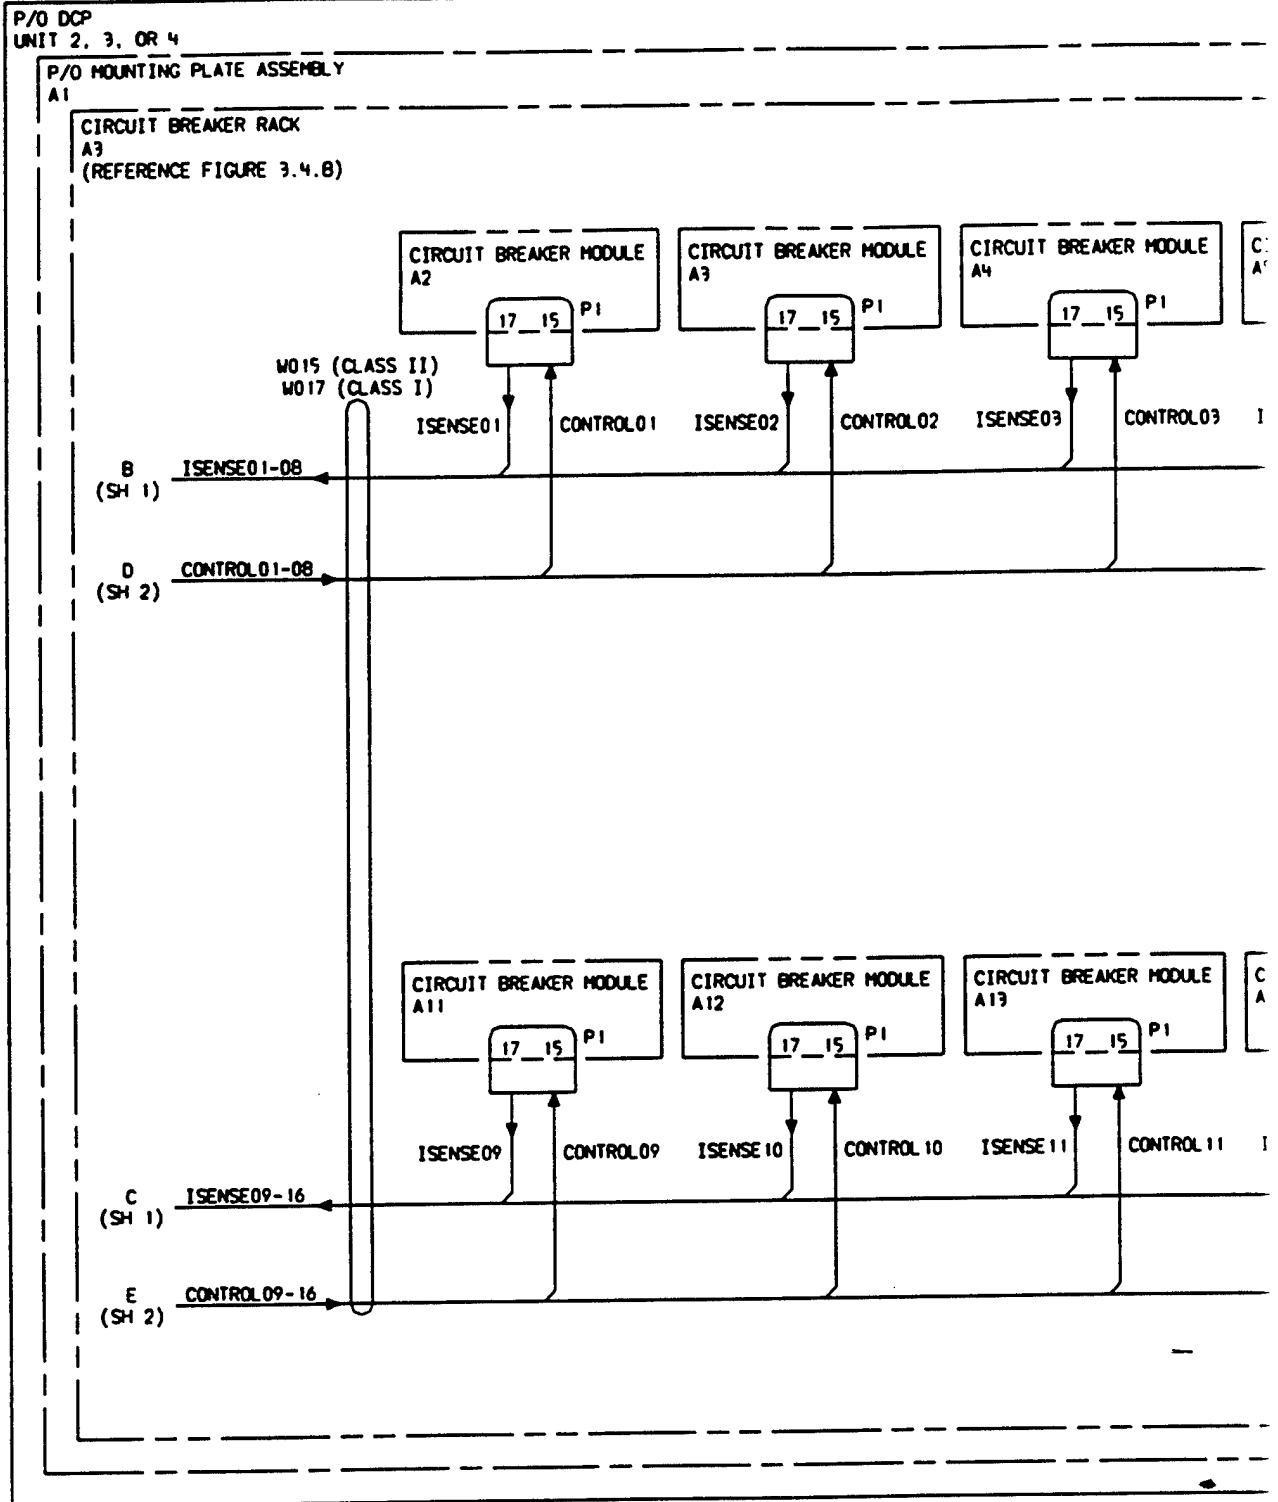 P/O DCP
UNIT 2, 3, OR 4
P/O MOUNTING PLATE ASSEMBLY
A1
CIRCUIT BREAKER RACK
A3
(REFERENCE FIGURE 3.4.8)
CIRCUIT BREAKER MODULE
A2
17 15 P1
CIRCUIT BREAKER MODULE
A3
17 15 P1
CIRCUIT BREAKER MODULE
A4
17 15 P1
W015 (CLASS II)
W017 (CLASS I)
ISENSE01 CONTROL01 ISENSE02 CONTROL02 ISENSE03 CONTROL03
B ISENSE01-08
(SH 1)
D CONTROL01-08
(SH 2)
CIRCUIT BREAKER MODULE
A11
17 15 P1
CIRCUIT BREAKER MODULE
A12
17 15 P1
CIRCUIT BREAKER MODULE
A13
17 15 P1
ISENSE09 CONTROL09 ISENSE10 CONTROL10 ISENSE11 CONTROL11
C ISENSE09-16
(SH 1)
E CONTROL09-16
(SH 2)